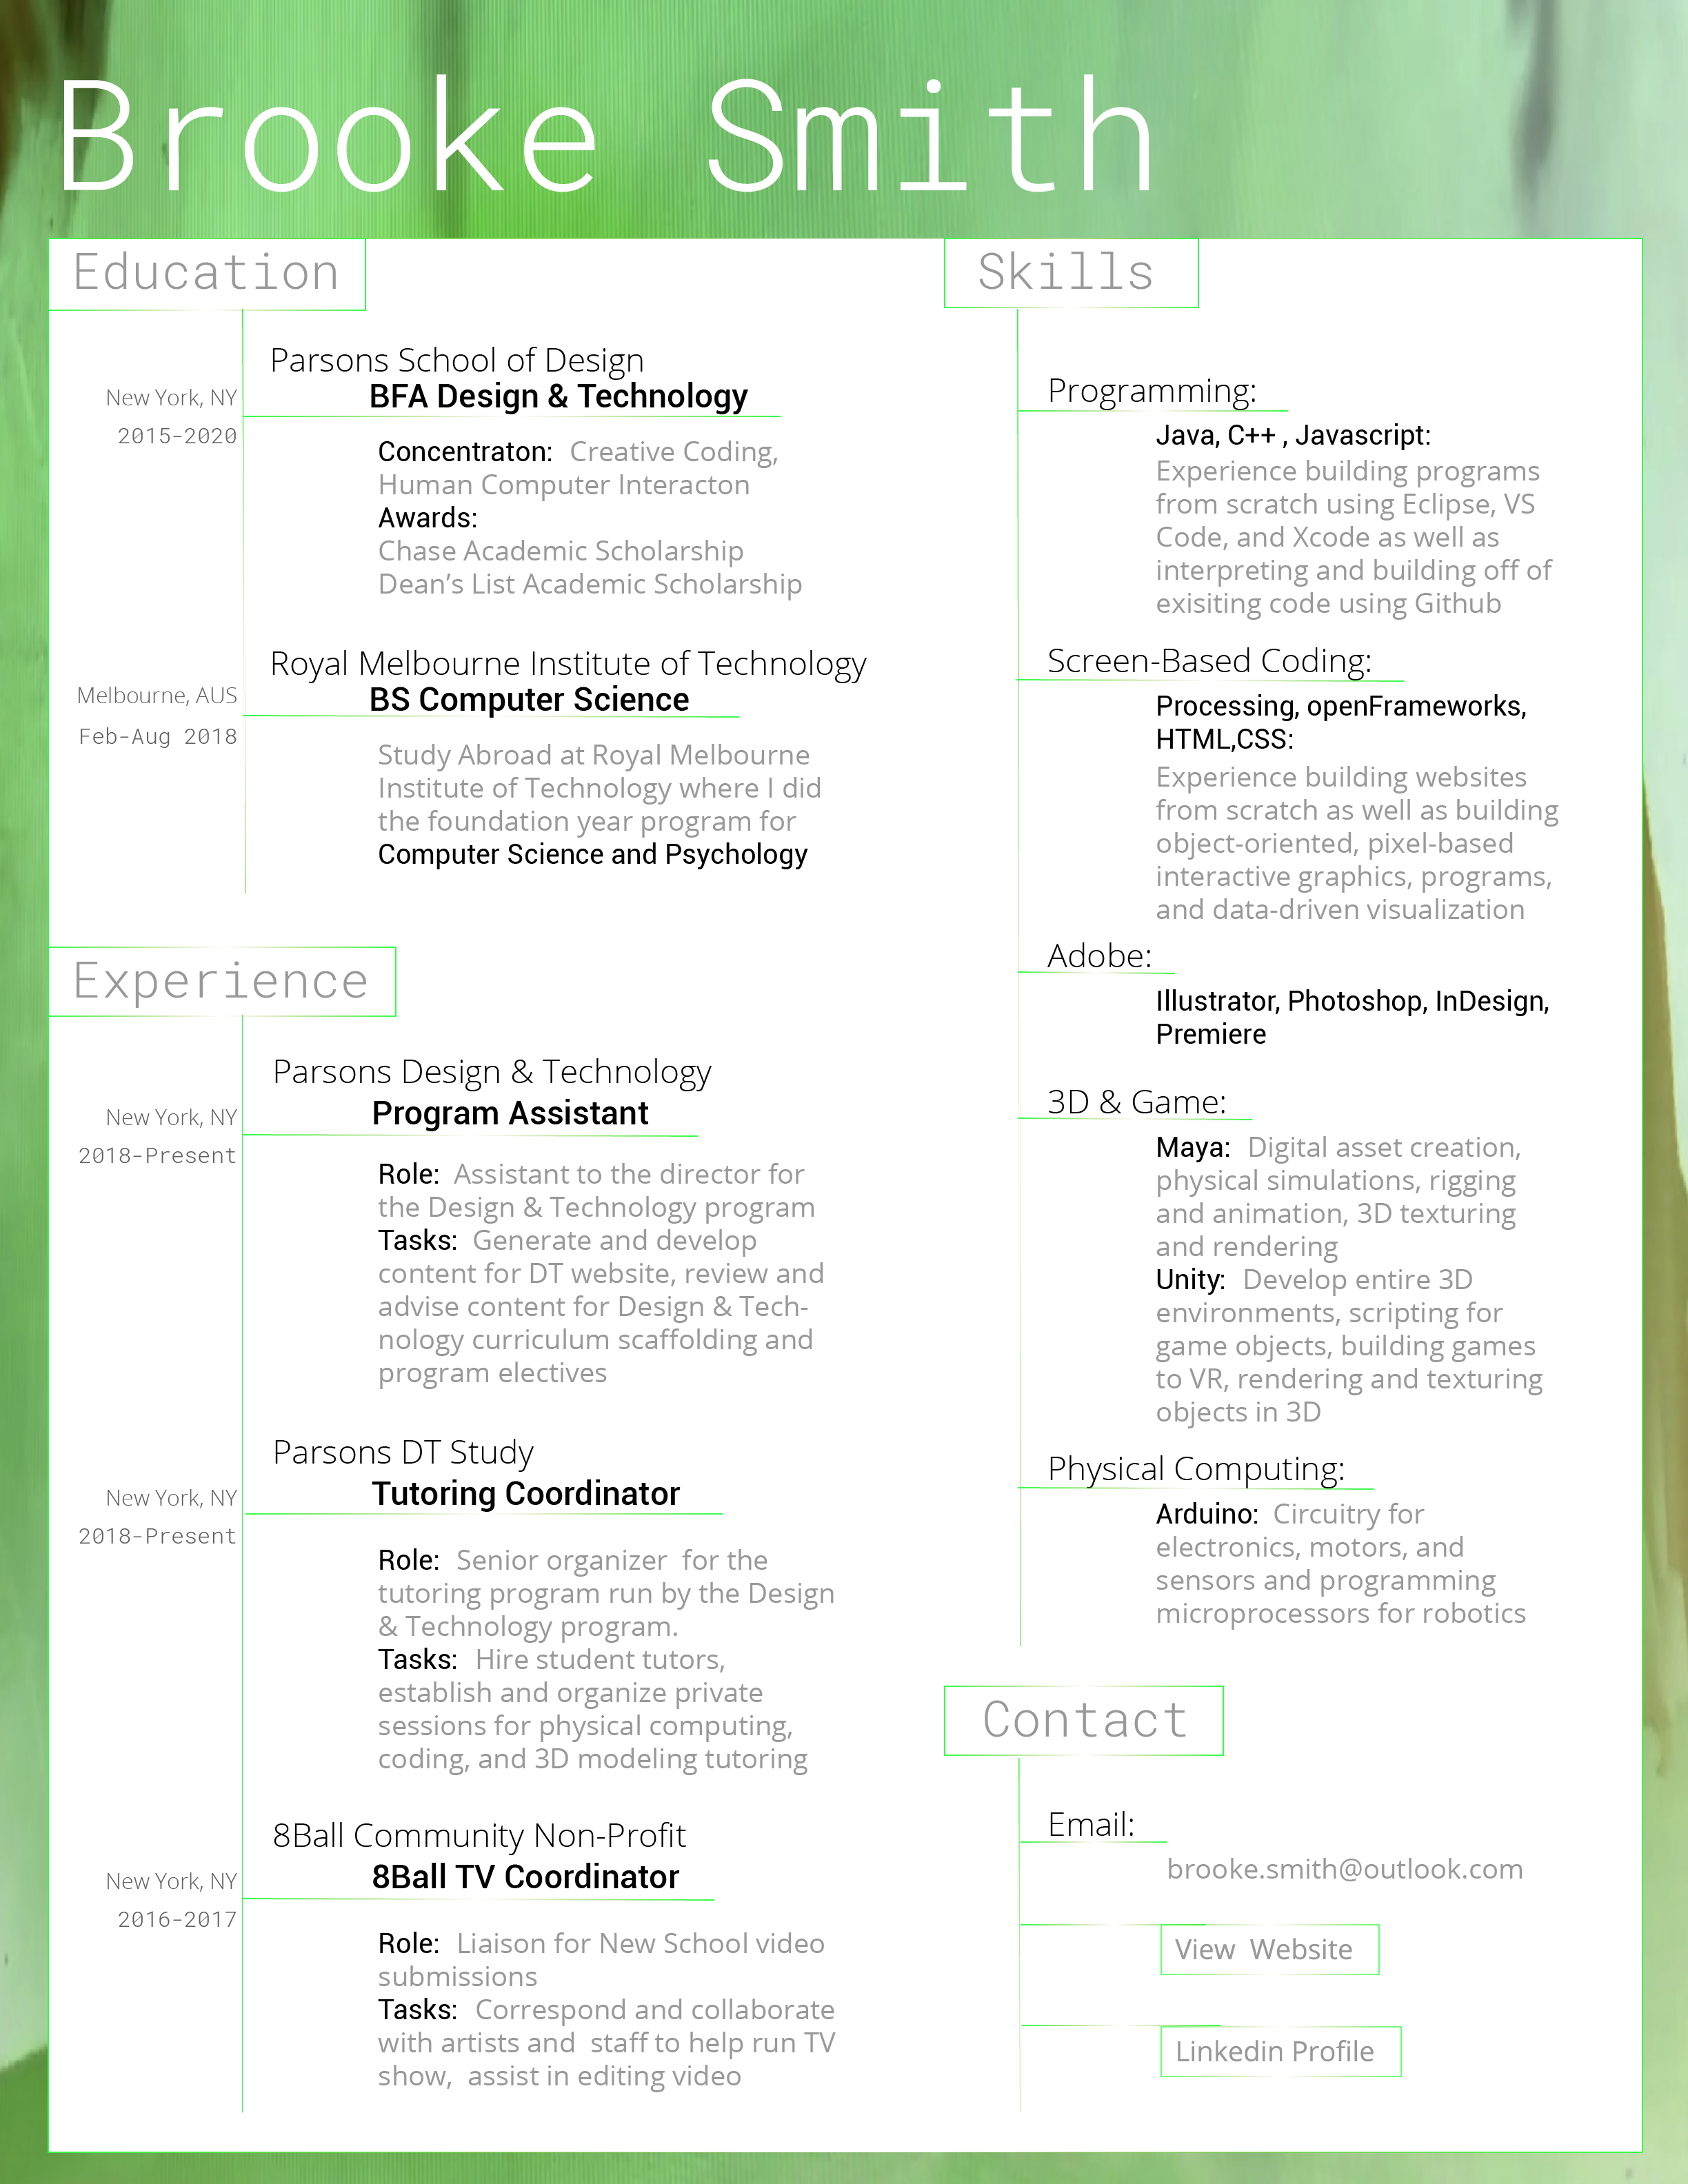 Brooke Smith
Education
Parsons School of Design
BFA Design & Technology
New York, NY
2015-2020
Concentraton: Creative Coding,
Human Computer Interacton
Awards:
Chase Academic Scholarship
Dean’s List Academic Scholarship
Royal Melbourne Institute of Technology
BS Computer Science
Melbourne, AUS
Feb-Aug 2018
Study Abroad at Royal Melbourne
Institute of Technology where I did
the foundation year program for
Computer Science and Psychology
Experience
Parsons Design & Technology
Program Assistant
New York, NY
2018-Present
Role: Assistant to the director for
the Design & Technology program
Tasks: Generate and develop
content for DT website, review and
advise content for Design & Tech-
nology curriculum scaffolding and
program electives
Parsons DT Study
Tutoring Coordinator
New York, NY
2018-Present
Role: Senior organizer for the
tutoring program run by the Design
& Technology program.
Tasks: Hire student tutors,
establish and organize private
sessions for physical computing,
coding, and 3D modeling tutoring
8Ball Community Non-Profit
8Ball TV Coordinator
New York, NY
2016-2017
Role: Liaison for New School video
submissions
Tasks: Correspond and collaborate
with artists and staff to help run TV
show, assist in editing video
Skills
Programming:
Java, C++ , Javascript:
Experience building programs
from scratch using Eclipse, VS
Code, and Xcode as well as
interpreting and building off of
exisiting code using Github
Screen-Based Coding:
Processing, openFrameworks,
HTML,CSS:
Experience building websites
from scratch as well as building
object-oriented, pixel-based
interactive graphics, programs,
and data-driven visualization
Adobe:
Illustrator, Photoshop, InDesign,
Premiere
3D & Game:
Maya: Digital asset creation,
physical simulations, rigging
and animation, 3D texturing
and rendering
Unity: Develop entire 3D
environments, scripting for
game objects, building games
to VR, rendering and texturing
objects in 3D
Physical Computing:
Arduino: Circuitry for
electronics, motors, and
sensors and programming
microprocessors for robotics
Contact
Email:
brooke.smith@outlook.com
View Website
Linkedin Profile